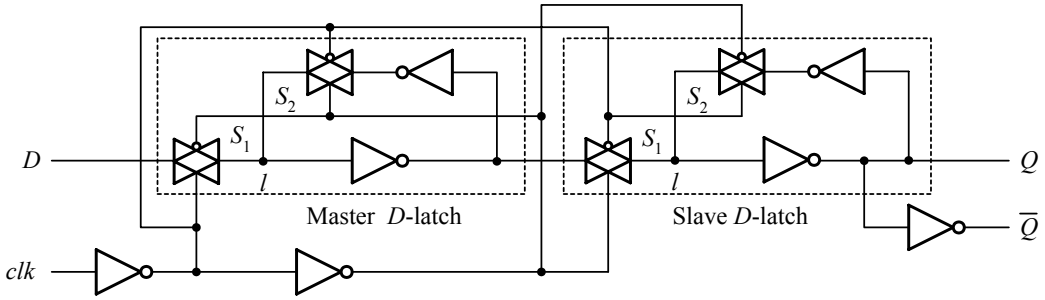 S₂
S₂
S₁
S₁
D
Q
l
l
Master D-latch
Slave D-latch
Q̅
clk